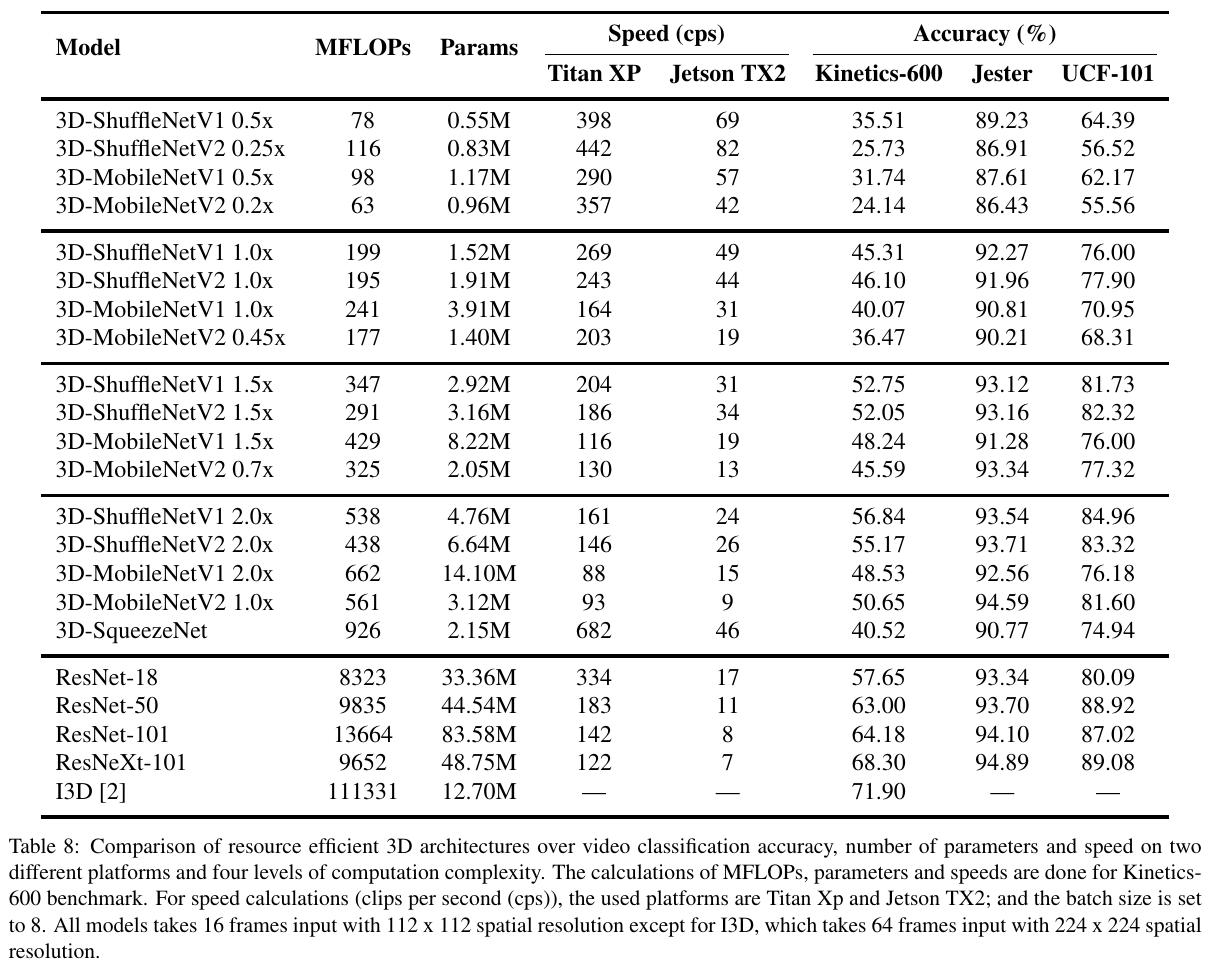 Model MFLOPs Params Speed (cps) Accuracy (%)
Titan XP Jetson TX2 Kinetics-600 Jester UCF-101
3D-ShuffleNetV1 0.5x 78 0.55M 398 69 35.51 89.23 64.39
3D-ShuffleNetV2 0.25x 116 0.83M 442 82 25.73 86.91 56.52
3D-MobileNetV1 0.5x 98 1.17M 290 57 31.74 87.61 62.17
3D-MobileNetV2 0.2x 63 0.96M 357 42 24.14 86.43 55.56
3D-ShuffleNetV1 1.0x 199 1.52M 269 49 45.31 92.27 76.00
3D-ShuffleNetV2 1.0x 195 1.91M 243 44 46.10 91.96 77.90
3D-MobileNetV1 1.0x 241 3.91M 164 31 40.07 90.81 70.95
3D-MobileNetV2 0.45x 177 1.40M 203 19 36.47 90.21 68.31
3D-ShuffleNetV1 1.5x 347 2.92M 204 31 52.75 93.12 81.73
3D-ShuffleNetV2 1.5x 291 3.16M 186 34 52.05 93.16 82.32
3D-MobileNetV1 1.5x 429 8.22M 116 19 48.24 91.28 76.00
3D-MobileNetV2 0.7x 325 2.05M 130 13 45.59 93.34 77.32
3D-ShuffleNetV1 2.0x 538 4.76M 161 24 56.84 93.54 84.96
3D-ShuffleNetV2 2.0x 438 6.64M 146 26 55.17 93.71 83.32
3D-MobileNetV1 2.0x 662 14.10M 88 15 48.53 92.56 76.18
3D-MobileNetV2 1.0x 561 3.12M 93 9 50.65 94.59 81.60
3D-SqueezeNet 926 2.15M 682 46 40.52 90.77 74.94
ResNet-18 8323 33.36M 334 17 57.65 93.34 80.09
ResNet-50 9835 44.54M 183 11 63.00 93.70 88.92
ResNet-101 13664 83.58M 142 8 64.18 94.10 87.02
ResNeXt-101 9652 48.75M 122 7 68.30 94.89 89.08
I3D [2] 111331 12.70M — — 71.90 — —
Table 8: Comparison of resource efficient 3D architectures over video classification accuracy, number of parameters and speed on two
different platforms and four levels of computation complexity. The calculations of MFLOPs, parameters and speeds are done for Kinetics-
600 benchmark. For speed calculations (clips per second (cps)), the used platforms are Titan Xp and Jetson TX2; and the batch size is set
to 8. All models takes 16 frames input with 112 x 112 spatial resolution except for I3D, which takes 64 frames input with 224 x 224 spatial
resolution.